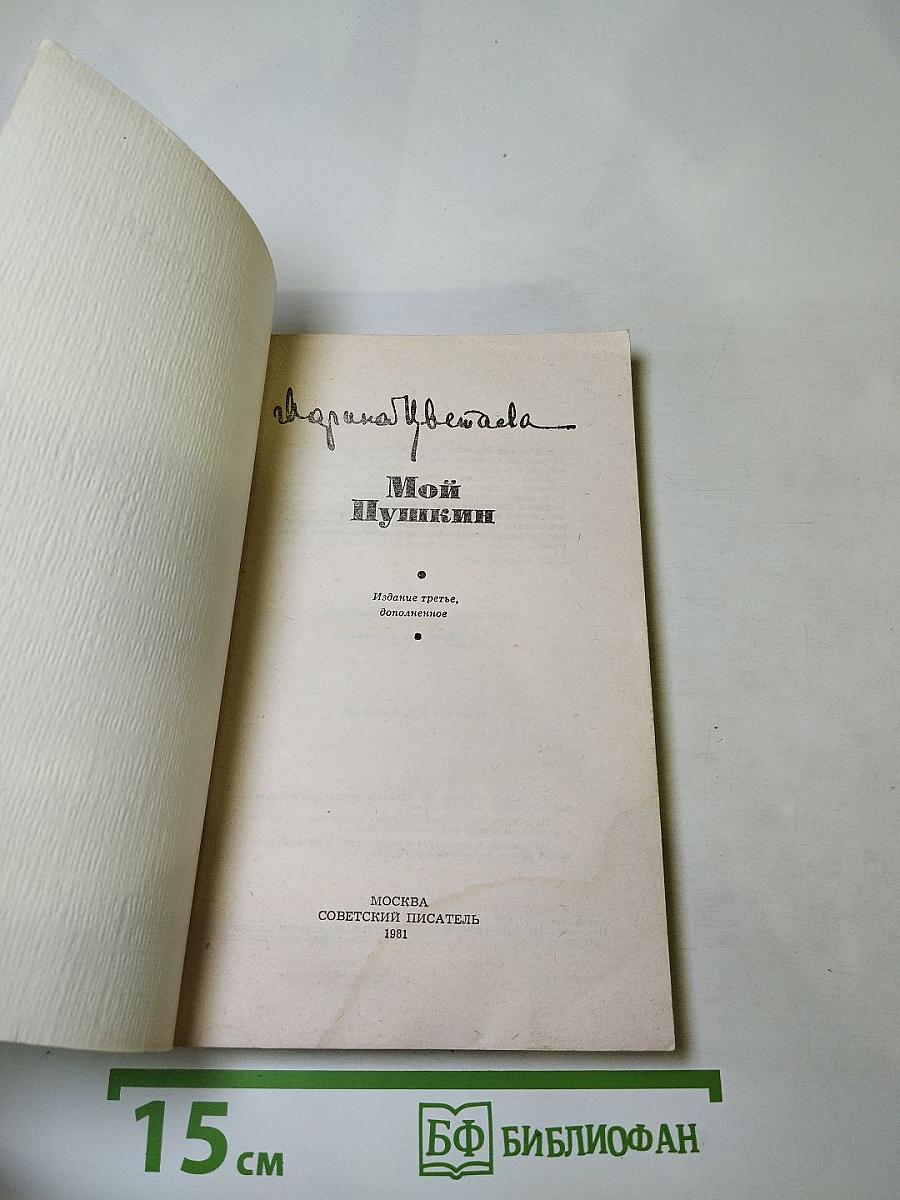 Марина Цветаева
Мой
Пушкин
Издание третье,
дополненное
МОСКВА
СОВЕТСКИЙ ПИСАТЕЛЬ
1981
15 см
БФ БИБЛИОФАН